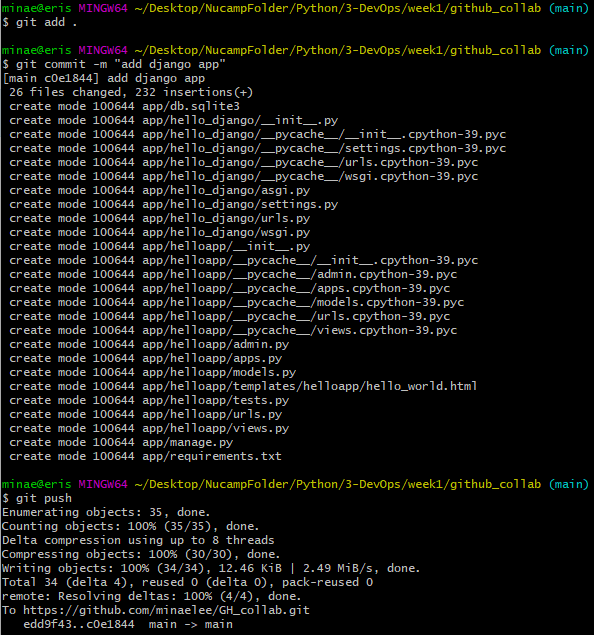 minae@eris MINGW64 ~/Desktop/NucampFolder/Python/3-DevOps/week1/github_collab (main)
$ git add .

minae@eris MINGW64 ~/Desktop/NucampFolder/Python/3-DevOps/week1/github_collab (main)
$ git commit -m "add django app"
[main c0e1844] add django app
 26 files changed, 232 insertions(+)
 create mode 100644 app/db.sqlite3
 create mode 100644 app/hello_django/__init__.py
 create mode 100644 app/hello_django/__pycache__/__init__.cpython-39.pyc
 create mode 100644 app/hello_django/__pycache__/settings.cpython-39.pyc
 create mode 100644 app/hello_django/__pycache__/urls.cpython-39.pyc
 create mode 100644 app/hello_django/__pycache__/wsgi.cpython-39.pyc
 create mode 100644 app/hello_django/asgi.py
 create mode 100644 app/hello_django/settings.py
 create mode 100644 app/hello_django/urls.py
 create mode 100644 app/hello_django/wsgi.py
 create mode 100644 app/helloapp/__init__.py
 create mode 100644 app/helloapp/__pycache__/__init__.cpython-39.pyc
 create mode 100644 app/helloapp/__pycache__/admin.cpython-39.pyc
 create mode 100644 app/helloapp/__pycache__/apps.cpython-39.pyc
 create mode 100644 app/helloapp/__pycache__/models.cpython-39.pyc
 create mode 100644 app/helloapp/__pycache__/urls.cpython-39.pyc
 create mode 100644 app/helloapp/__pycache__/views.cpython-39.pyc
 create mode 100644 app/helloapp/admin.py
 create mode 100644 app/helloapp/apps.py
 create mode 100644 app/helloapp/models.py
 create mode 100644 app/helloapp/templates/helloapp/hello_world.html
 create mode 100644 app/helloapp/tests.py
 create mode 100644 app/helloapp/urls.py
 create mode 100644 app/helloapp/views.py
 create mode 100644 app/manage.py
 create mode 100644 app/requirements.txt

minae@eris MINGW64 ~/Desktop/NucampFolder/Python/3-DevOps/week1/github_collab (main)
$ git push
Enumerating objects: 35, done.
Counting objects: 100% (35/35), done.
Delta compression using up to 8 threads
Compressing objects: 100% (30/30), done.
Writing objects: 100% (34/34), 12.46 KiB | 2.49 MiB/s, done.
Total 34 (delta 4), reused 0 (delta 0), pack-reused 0
remote: Resolving deltas: 100% (4/4), done.
To https://github.com/minaelee/GH_collab.git
   edd9f43..c0e1844  main -> main